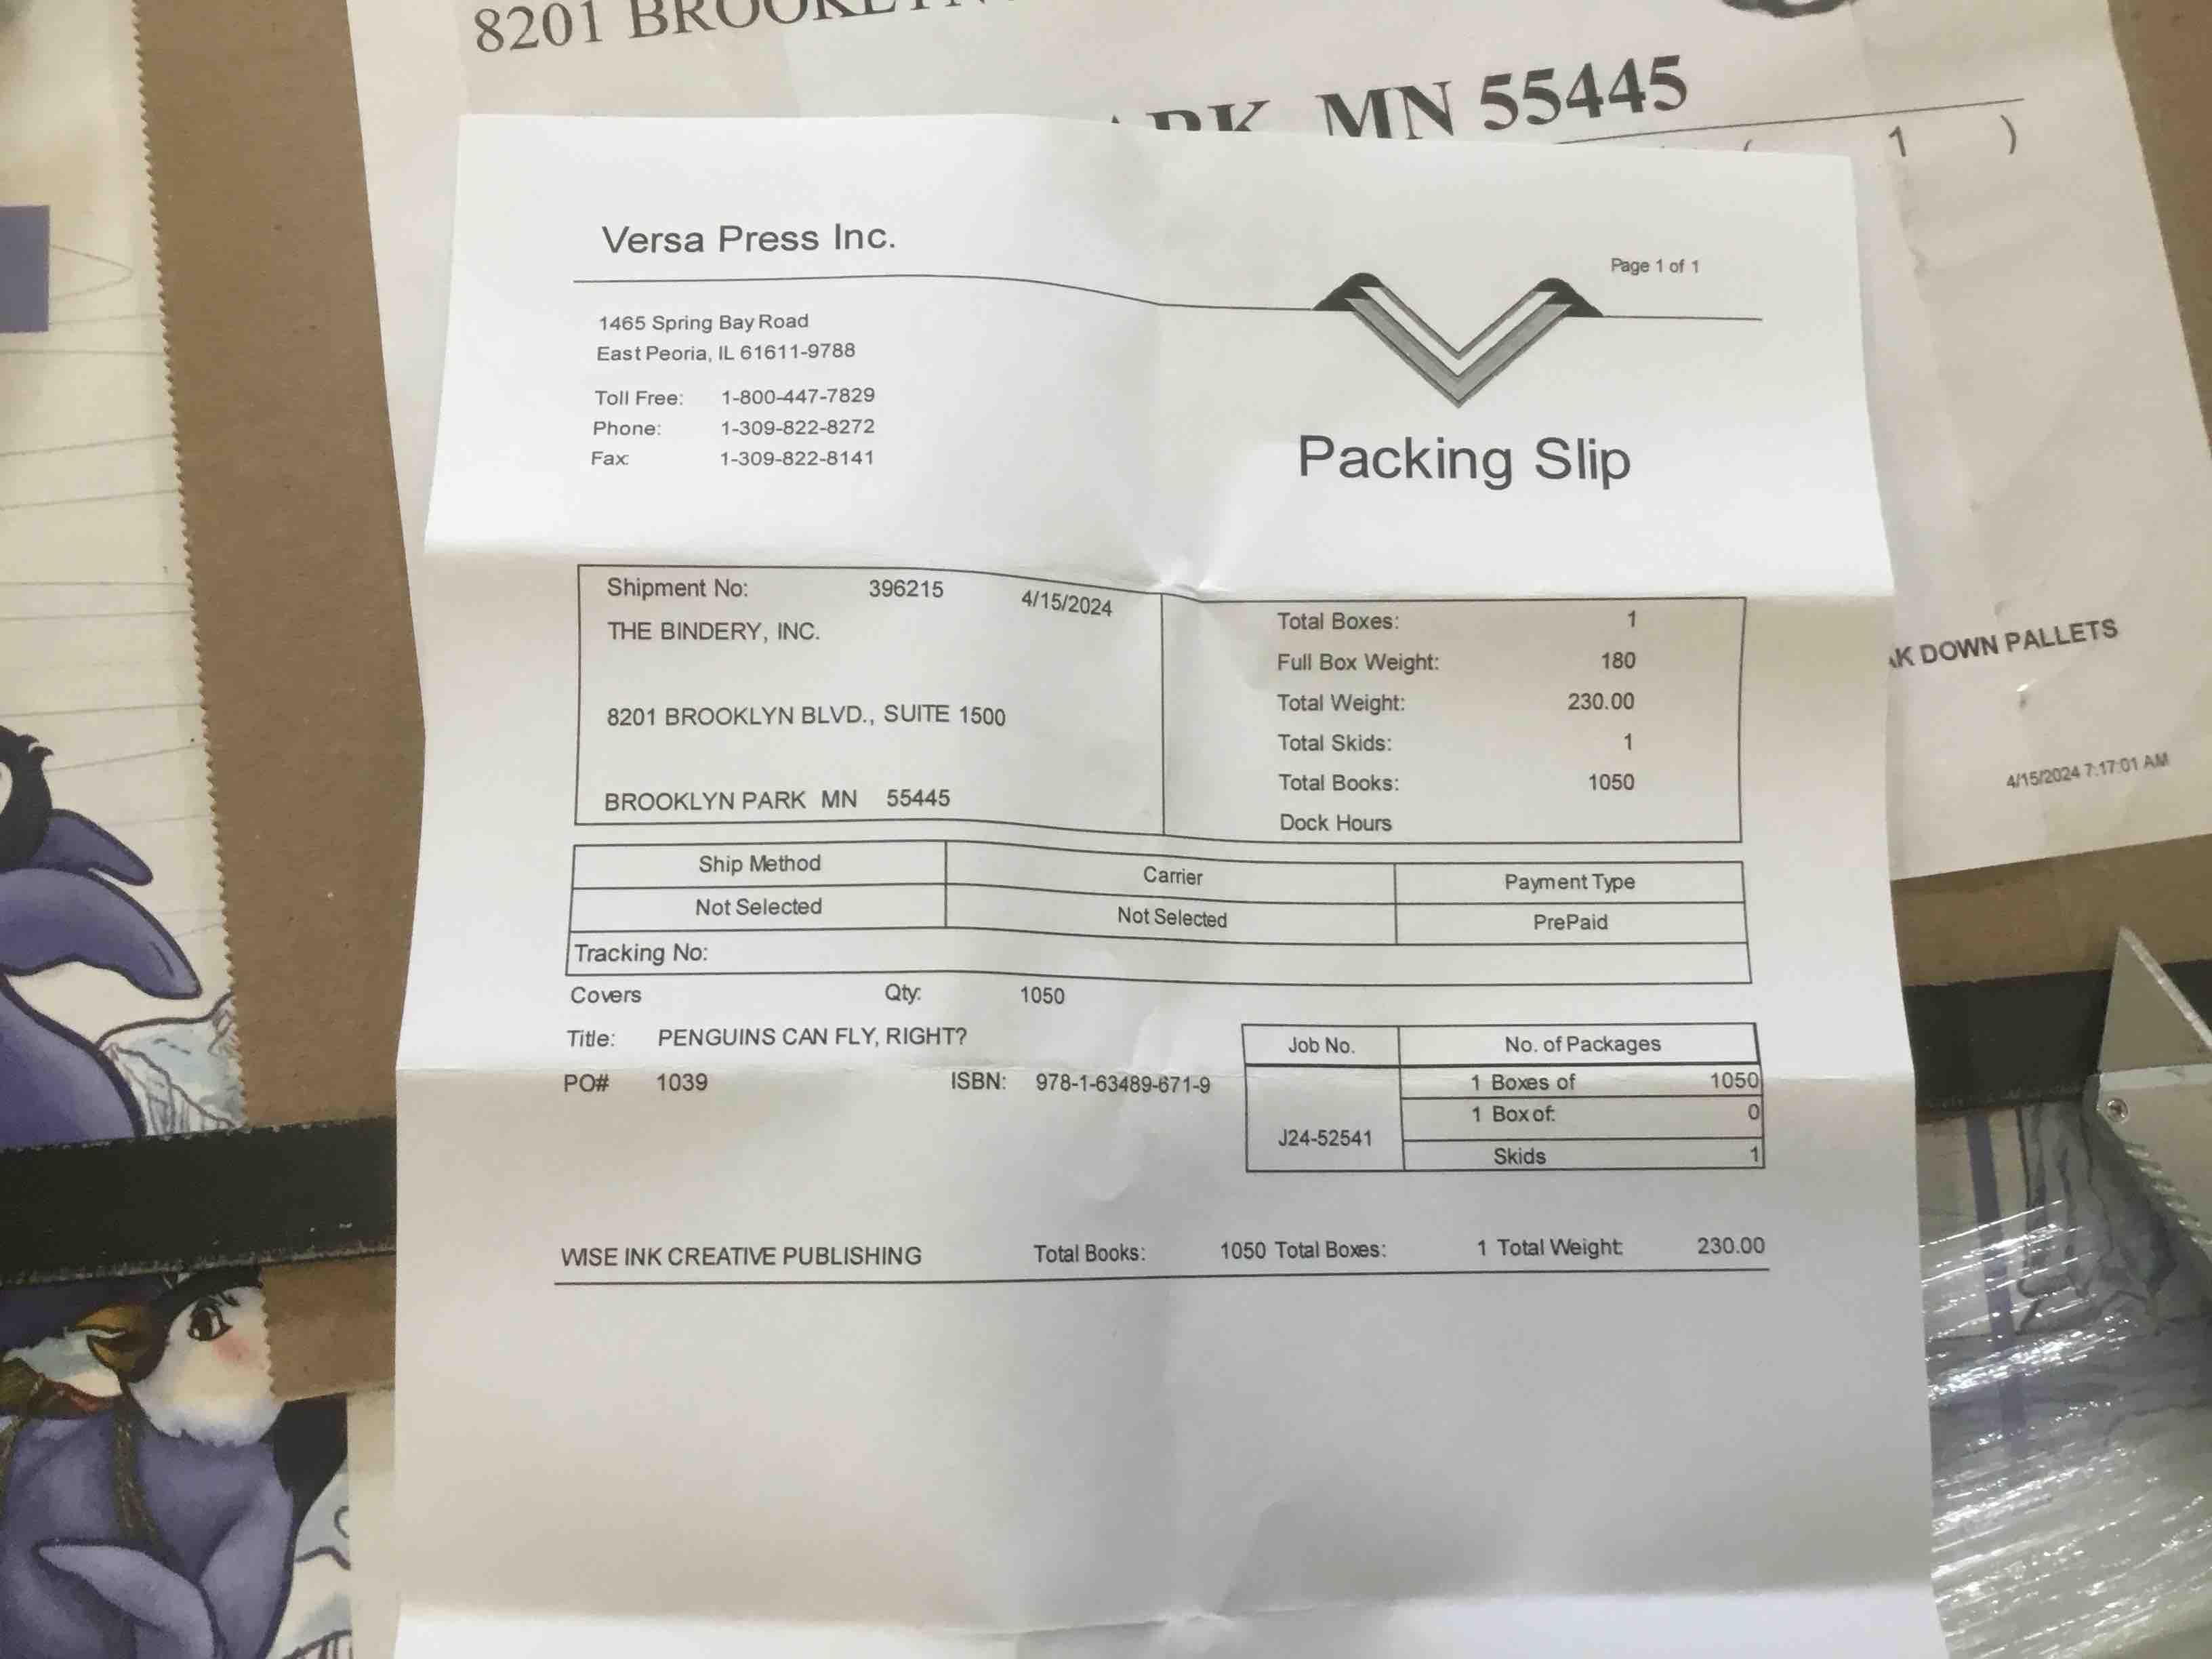 8201
MN 55445
( 1 )
Versa Press Inc.
Page 1 of 1
1465 Spring Bay Road
East Peoria, IL 61611-9788
Toll Free: 1-800-447-7829
Phone: 1-309-822-8272
Fax: 1-309-822-8141
Packing Slip
Shipment No: 396215 4/15/2024
THE BINDERY, INC.
8201 BROOKLYN BLVD., SUITE 1500
BROOKLYN PARK MN 55445
Total Boxes: 1
Full Box Weight: 180
Total Weight: 230.00
Total Skids: 1
Total Books: 1050
Dock Hours
DOWN PALLETS
4/15/2024 7:17:01 AM
Ship Method Carrier Payment Type
Not Selected Not Selected PrePaid
Tracking No:
Covers Qty: 1050
Title: PENGUINS CAN FLY, RIGHT?
PO# 1039 ISBN: 978-1-63489-671-9
Job No. No. of Packages
1 Boxes of 1050
1 Box of: 0
J24-52541
Skids 1
WISE INK CREATIVE PUBLISHING Total Books: 1050 Total Boxes: 1 Total Weight: 230.00